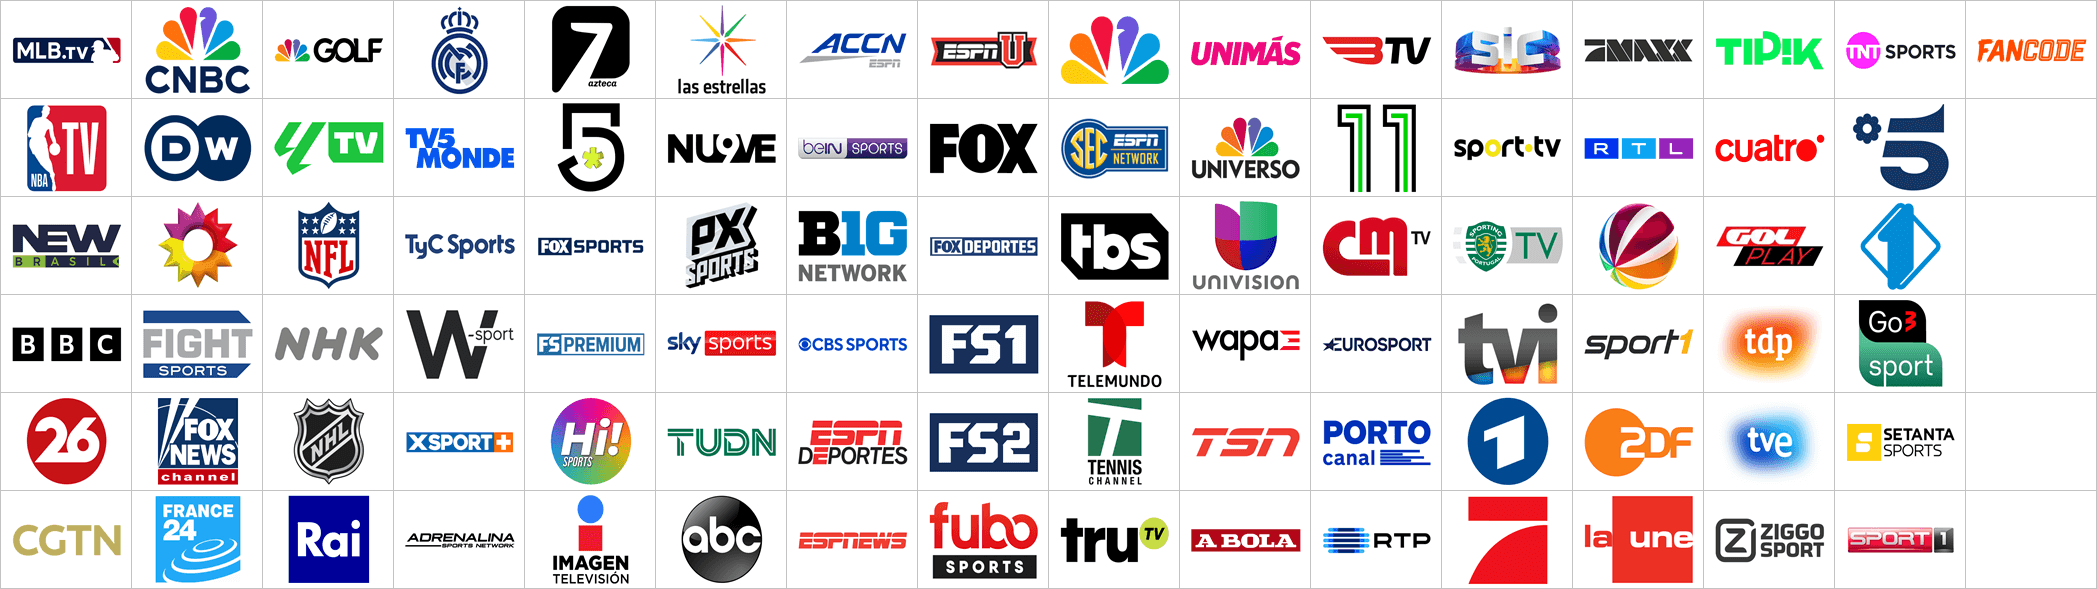 MLB.TV
CNBC
GOLF
7
azteca
las estrellas
ACCN
ESPN
ESPN U
UNIMÁS
BTV
SIC
2MAXX
TIPIK
TNT SPORTS
FANCODE
NBA
TV
DW
TV
TV5
MONDE
5
NU9VE
beIN SPORTS
FOX
SEC ESPN
NETWORK
UNIVERSO
11
sport.tv
RTL
cuatro
5
NEW
BRASIL
NFL
TyC Sports
FOX SPORTS
PX
SPORTS
B1G
NETWORK
FOX DEPORTES
tbs
UNIVISION
CM TV
SPORTING
PORTUGAL
TV
GOL
PLAY
1
BBC
FIGHT
SPORTS
NHK
W-sport
FS PREMIUM
sky sports
CBS SPORTS
FS1
TELEMUNDO
wapa
EUROSPORT
tvi
sport1
tdp
Go3
sport
26
FOX
NEWS
channel
NHL
XSPORT+
Hi!
SPORTS
TUDN
ESPN
DEPORTES
FS2
T
TENNIS
CHANNEL
TSN
PORTO
canal
1
ZDF
tve
SETANTA
SPORTS
CGTN
FRANCE
24
Rai
ADRENALINA
SPORTS NETWORK
IMAGEN
TELEVISIÓN
abc
ESPNEWS
fubo
SPORTS
truTV
A BOLA
RTP
7
la une
ZIGGO
SPORT
SPORT 1